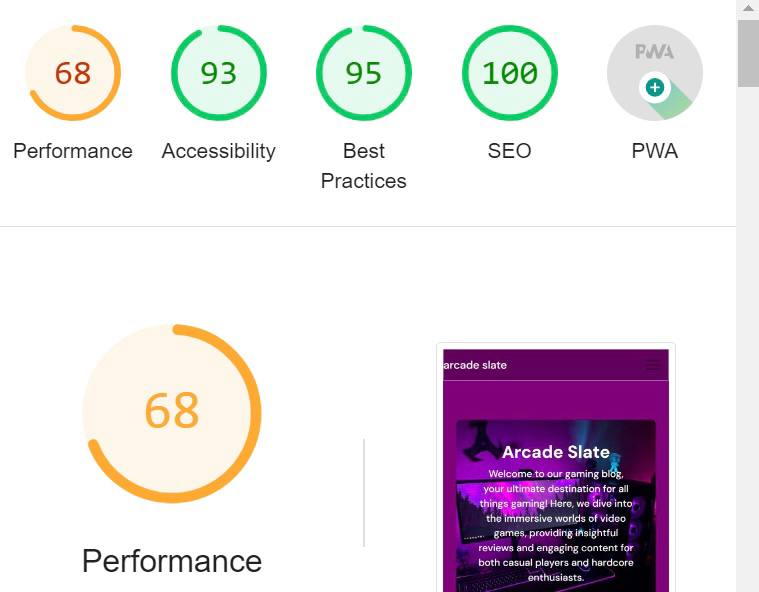 68
93
95
100
PWA
Performance
Accessibility
Best
Practices
SEO
PWA
68
Performance
arcade slate
Arcade Slate
Welcome to our gaming blog,
your ultimate destination for all
things gaming! Here, we dive into
the immersive worlds of video
games, providing insightful
reviews and engaging content for
both casual players and hardcore
enthusiasts.